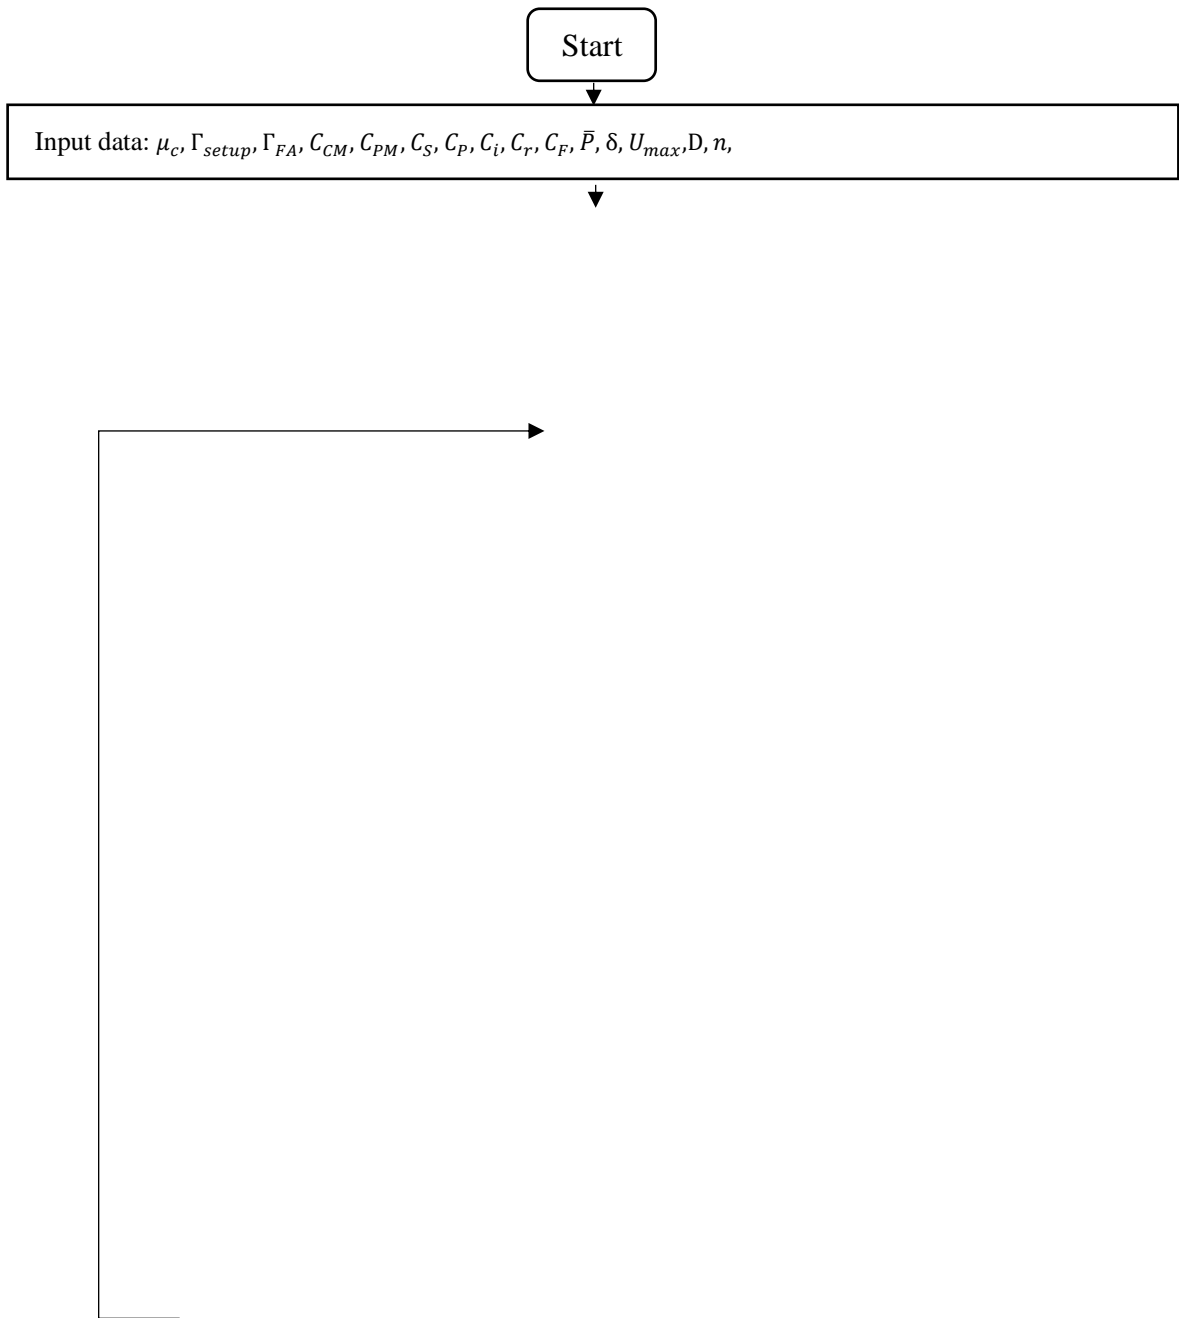 Start
Input data: μ_c, Γ_setup, Γ_FA, C_CM, C_PM, C_S, C_P, C_i, C_r, C_F, P̄, δ, U_max,D, n,